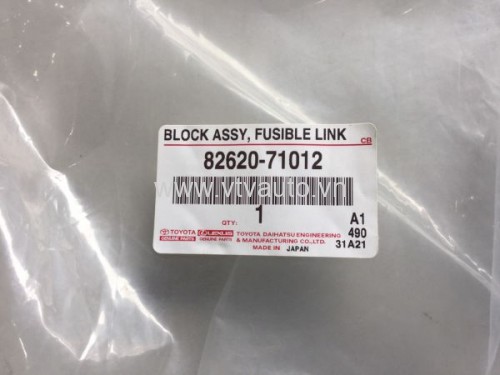 BLOCK ASSY, FUSIBLE LINK
CB
82620-71012
www.vtvauto.vn
QTY: 1
A1
490
31A21
TOYOTA LEXUS
GENUINE PARTS GENUINE PARTS
TOYOTA DAIHATSU ENGINEERING
& MANUFACTURING CO.,LTD.
MADE IN JAPAN